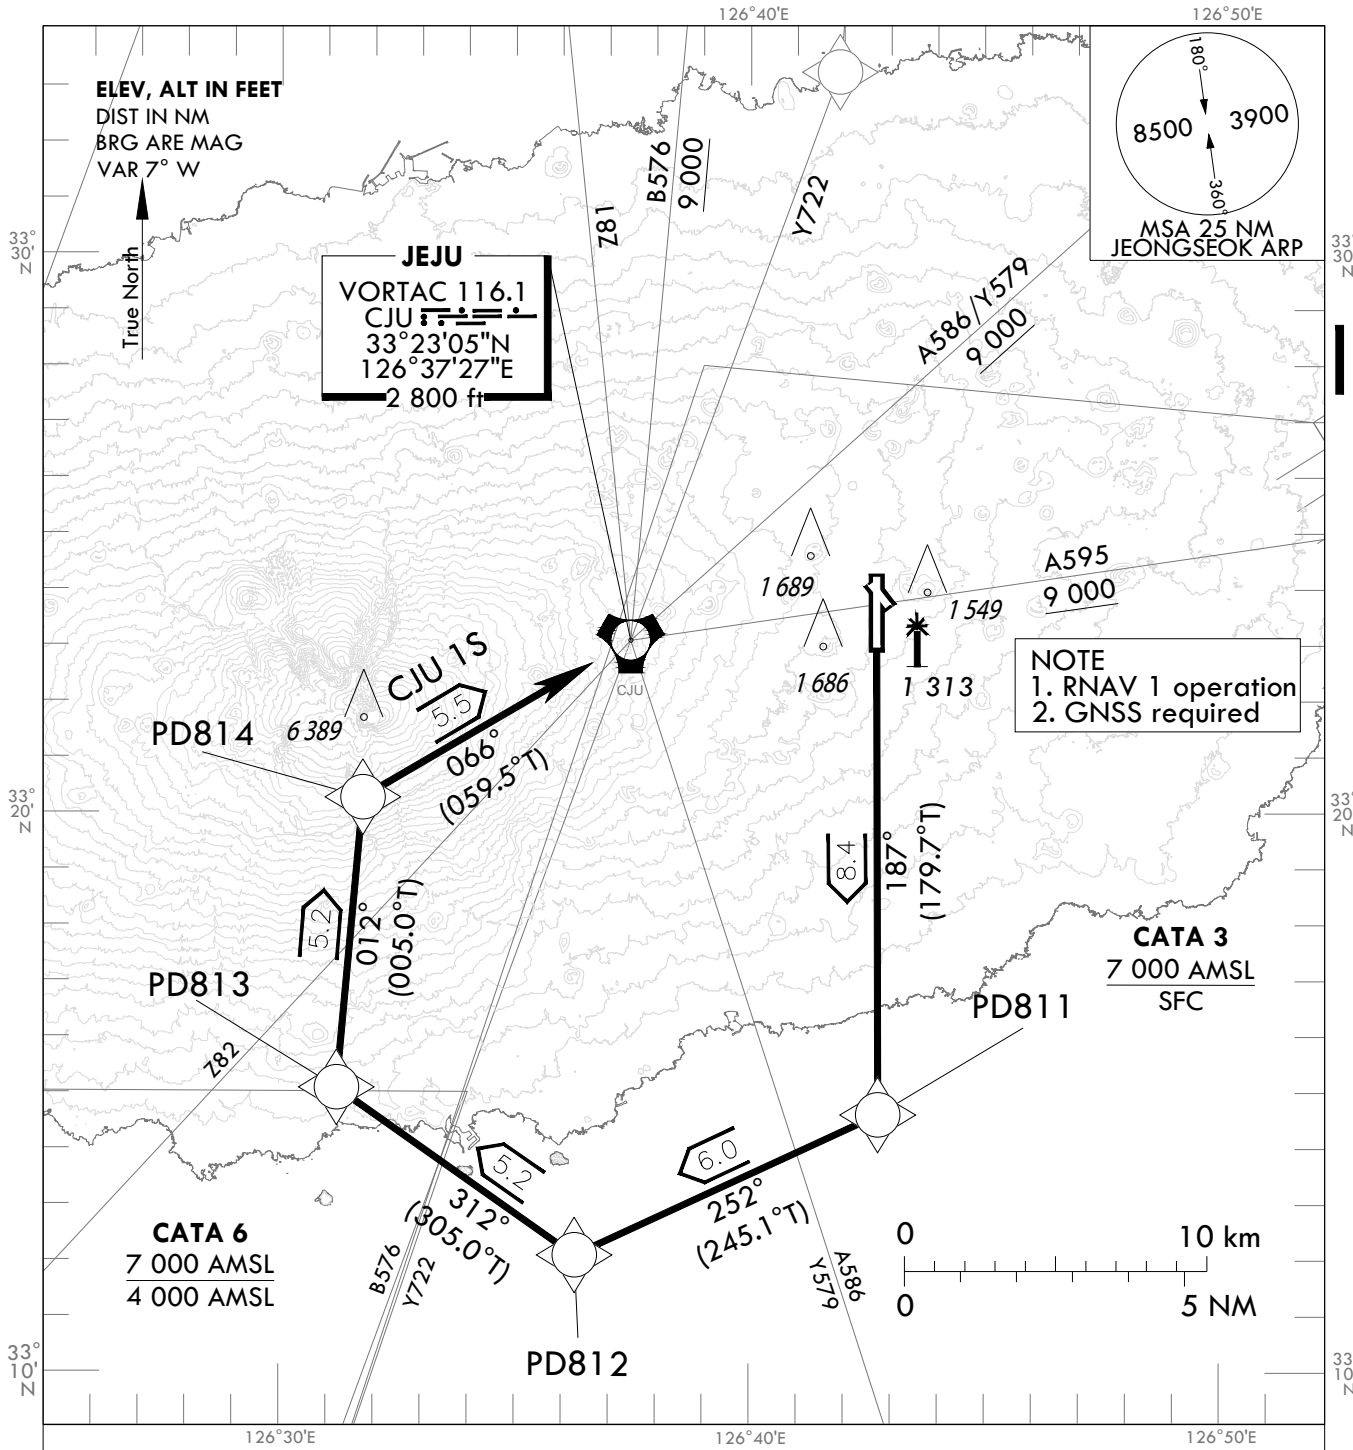 126°40'E
126°50'E
ELEV, ALT IN FEET
DIST IN NM
BRG ARE MAG
VAR 7° W
True North
180°
8500
3900
360°
MSA 25 NM
JEONGSEOK ARP
33°
30'
N
33°
30'
N
JEJU
VORTAC 116.1
CJU
33°23'05"N
126°37'27"E
2 800 ft
Z81
B576
9 000
Y722
A586/Y579
9 000
A595
9 000
1 689
1 549
1 686
1 313
NOTE
1. RNAV 1 operation
2. GNSS required
CJU
CJU 1S
5.5
066°
(059.5°T)
6 389
PD814
33°
20'
N
33°
20'
N
8.4
187°
(179.7°T)
5.2
012°
(005.0°T)
CATA 3
7 000 AMSL
SFC
PD813
PD811
Z82
6.0
252°
(245.1°T)
5.2
312°
(305.0°T)
CATA 6
7 000 AMSL
4 000 AMSL
B576
Y722
A586
Y579
0
10 km
0
5 NM
PD812
33°
10'
N
33
10
N
126°30'E
126°40'E
126°50'E